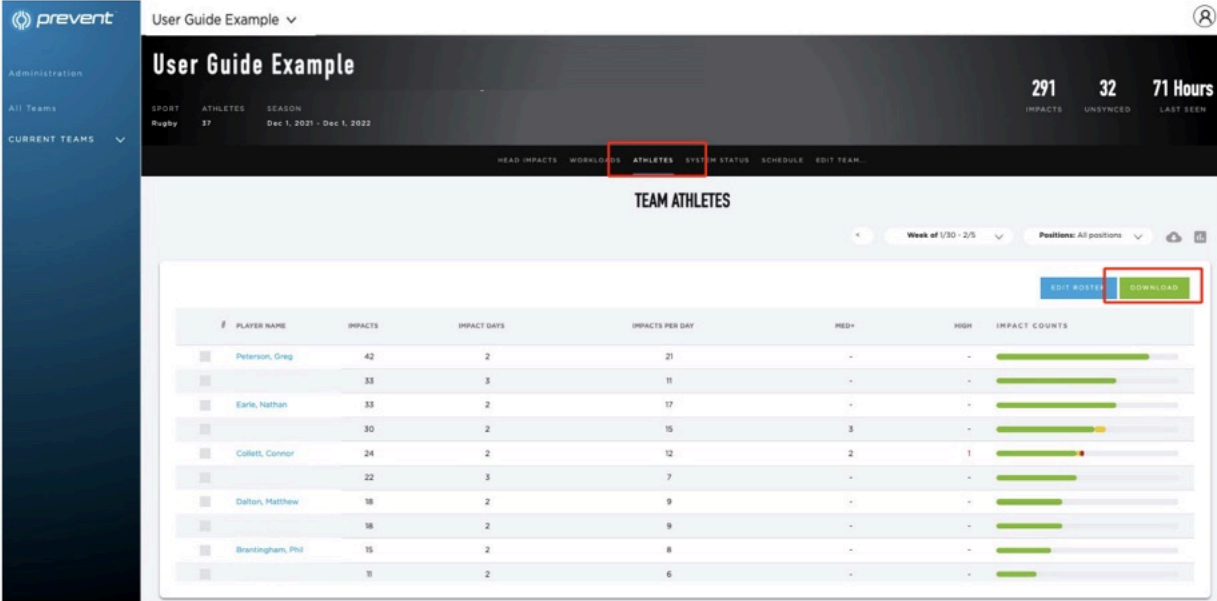 prevent
User Guide Example
User Guide Example
291 32 71 Hours
IMPACTS UNSYNCED LAST SEEN
SPORT ATHLETES SEASON
Rugby 37 Dec 1, 2021 - Dec 1, 2022
Administration
All Teams
CURRENT TEAMS
HEAD IMPACTS WORKLOADS ATHLETES SYSTEM STATUS SCHEDULE EDIT TEAM...
TEAM ATHLETES
< Week of 1/30 - 2/5 Positions: All positions
EDIT ROSTER DOWNLOAD
# PLAYER NAME IMPACTS IMPACT DAYS IMPACTS PER DAY MED+ HIGH IMPACT COUNTS
Peterson, Greg 42 2 21 - -
33 3 11 - -
Earle, Nathan 33 2 17 - -
30 2 15 3 -
Collett, Connor 24 2 12 2 1
22 3 7 - -
Dalton, Matthew 18 2 9 - -
18 2 9 - -
Brantingham, Phil 15 2 8 - -
11 2 6 - -